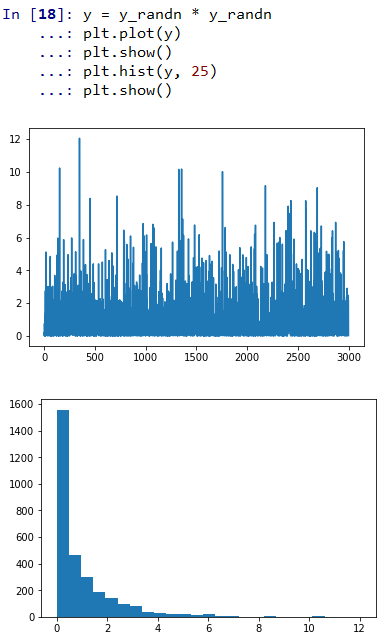 In [18]: y = y_randn * y_randn
...: plt.plot(y)
...: plt.show()
...: plt.hist(y, 25)
...: plt.show()
12
10
8
6
4
2
0
0 500 1000 1500 2000 2500 3000
1600
1400
1200
1000
800
600
400
200
0
0 2 4 6 8 10 12